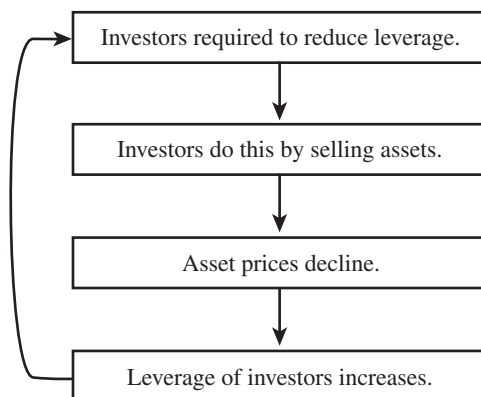 Investors required to reduce leverage.
Investors do this by selling assets.
Asset prices decline.
Leverage of investors increases.